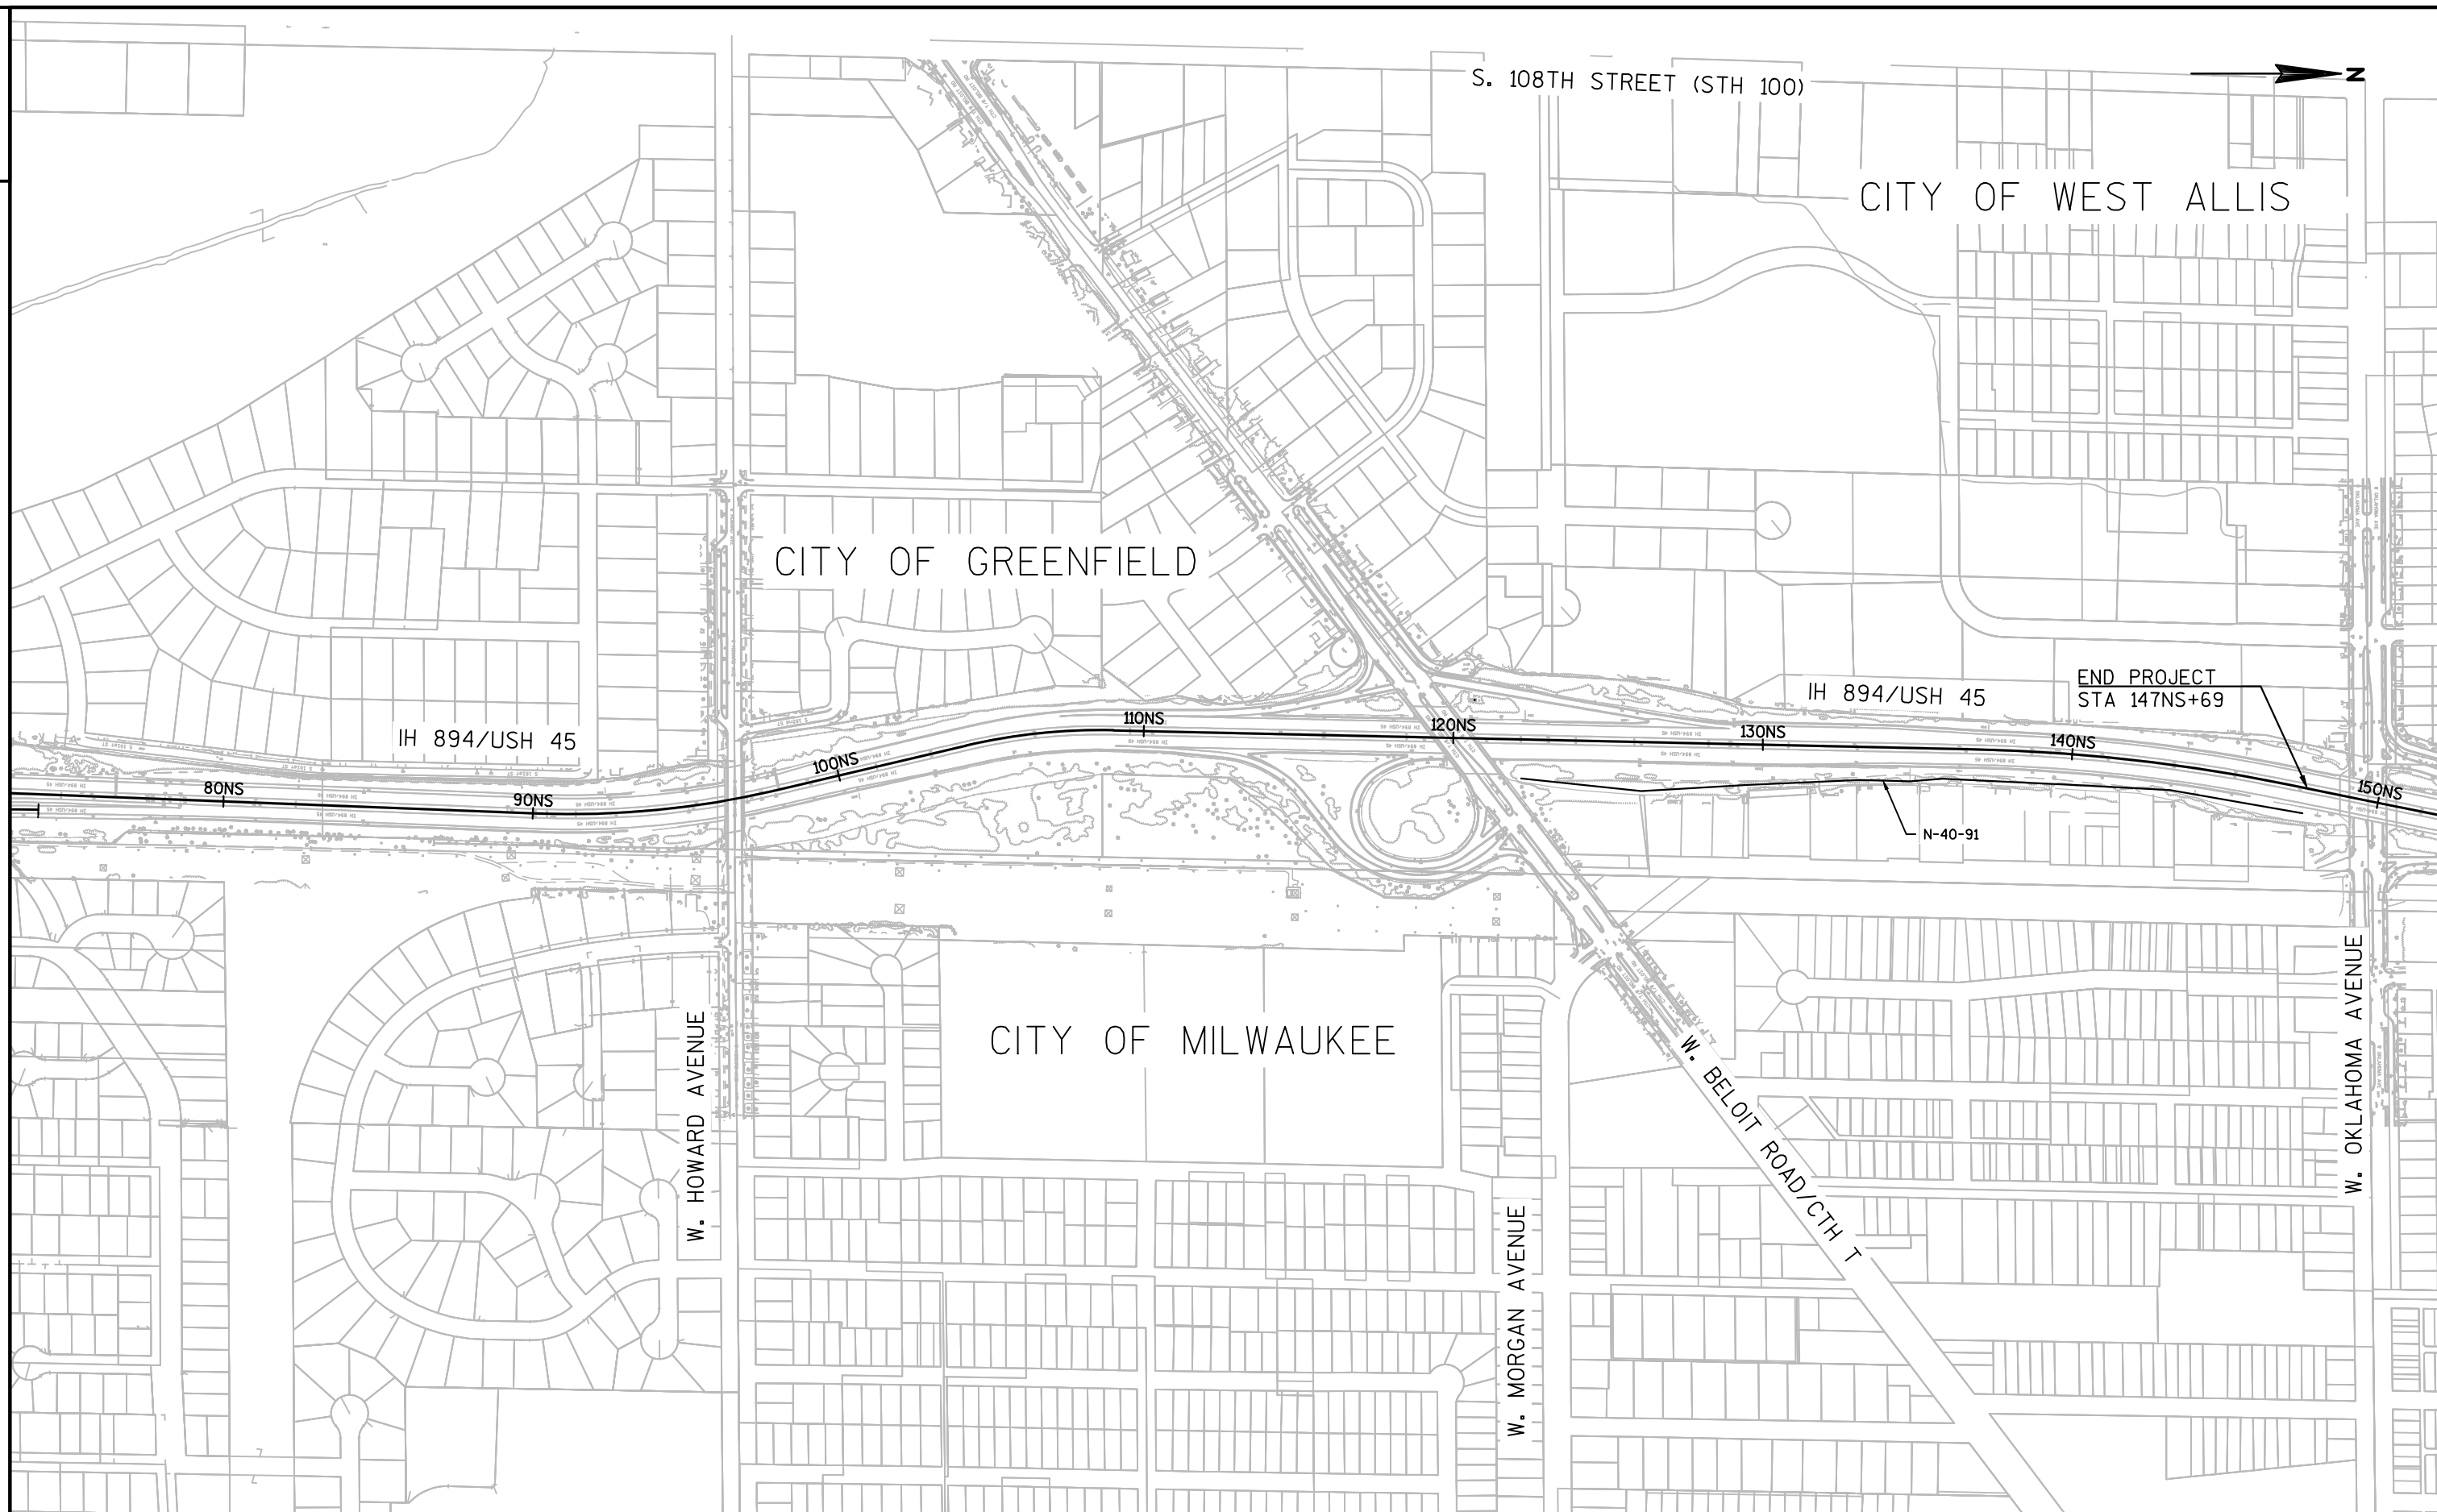 S. 108TH STREET (STH 100)
N
CITY OF WEST ALLIS
CITY OF GREENFIELD
END PROJECT
STA 147NS+69
IH 894/USH 45
IH 894/USH 45
80NS
90NS
100NS
110NS
120NS
130NS
140NS
150NS
N-40-91
CITY OF MILWAUKEE
W. HOWARD AVENUE
W. MORGAN AVENUE
W. BELOIT ROAD/CTH T
W. OKLAHOMA AVENUE